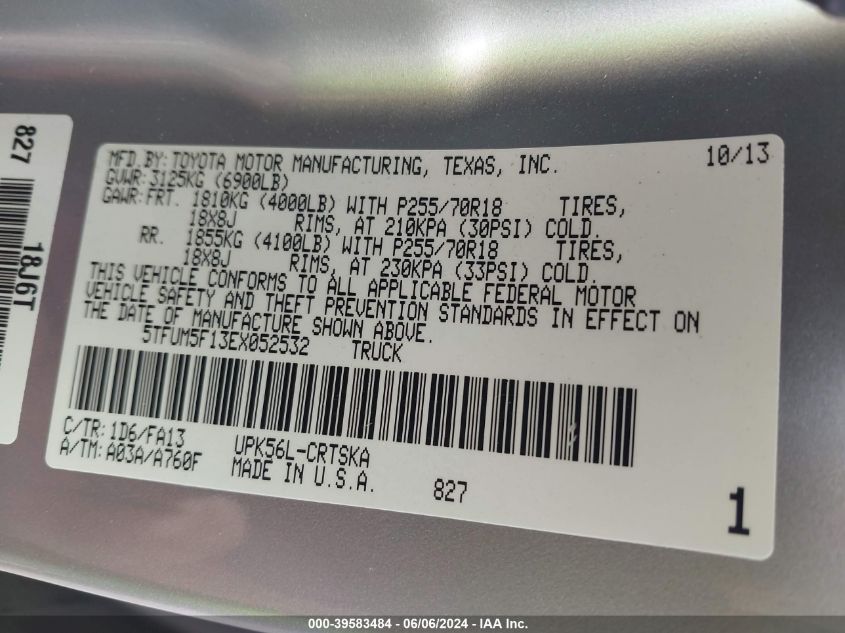 827
18J6T
MFD.BY:TOYOTA MOTOR MANUFACTURING, TEXAS, INC. 10/13
GVWR:3125KG (6900LB)
GAWR:FRT. 1810KG (4000LB) WITH P255/70R18 TIRES,
18X8J RIMS, AT 210KPA (30PSI) COLD.
RR. 1855KG (4100LB) WITH P255/70R18 TIRES,
18X8J RIMS, AT 230KPA (33PSI) COLD.
THIS VEHICLE CONFORMS TO ALL APPLICABLE FEDERAL MOTOR
VEHICLE SAFETY AND THEFT PREVENTION STANDARDS IN EFFECT ON
THE DATE OF MANUFACTURE SHOWN ABOVE.
5TFUM5F13EX052532 TRUCK
C/TR:1D6/FA13 UPK56L-CRTSKA
A/TM:A03A/A760F MADE IN U.S.A. 827 1
000-39583484 - 06/06/2024 - IAA Inc.